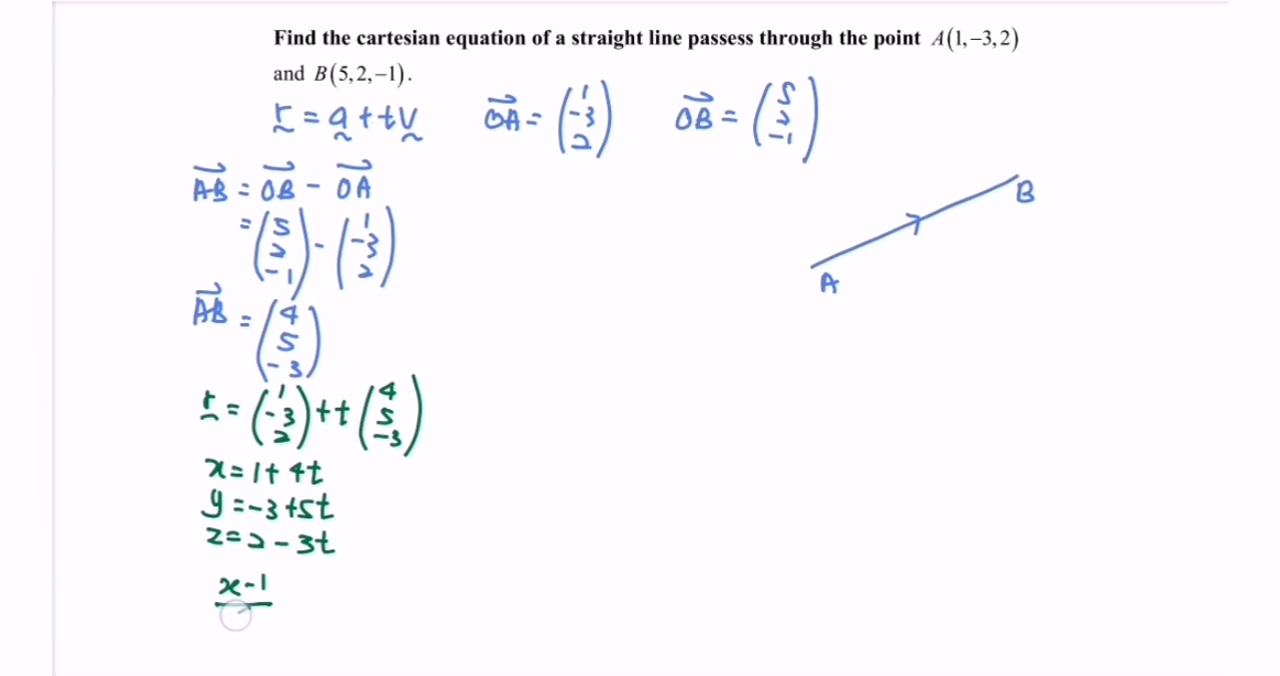 Find the cartesian equation of a straight line passess through the point A(1,−3,2)
and B(5,2,−1).
r = a + tv   OA = (1 -3 2)   OB = (5 2 -1)
AB = OB - OA
= (5 2 -1) - (1 -3 2)
AB = (4 5 -3)
r = (1 -3 2) + t (4 5 -3)
x = 1 + 4t
y = -3 + 5t
z = 2 - 3t
x - 1
A
B